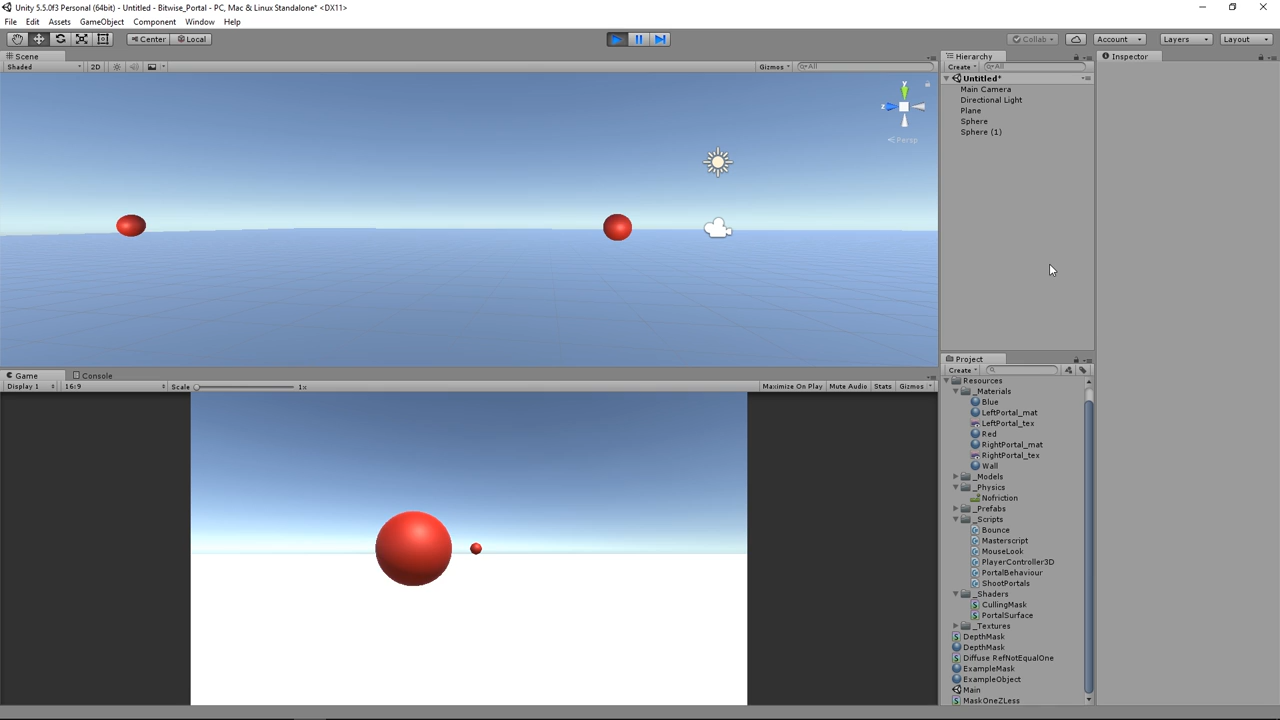 Unity 5.5.0f3 Personal (64bit) - Untitled - Bitwise_Portal - PC, Mac & Linux Standalone* <DX11>
File Edit Assets GameObject Component Window Help
Center Local
Collab Account Layers Layout
Scene
Shaded 2D Gizmos All
y
z
Persp
Game Console
Display 1 16:9 Scale 1x Maximize On Play Mute Audio Stats Gizmos
Hierarchy
Create All
Untitled*
Main Camera
Directional Light
Plane
Sphere
Sphere (1)
Project
Create
Resources
_Materials
Blue
LeftPortal_mat
LeftPortal_tex
Red
RightPortal_mat
RightPortal_tex
Wall
_Models
_Physics
Nofriction
_Prefabs
_Scripts
Bounce
Masterscript
MouseLook
PlayerController3D
PortalBehaviour
ShootPortals
_Shaders
CullingMask
PortalSurface
_Textures
DepthMask
DepthMask
Diffuse RefNotEqualOne
ExampleMask
ExampleObject
Main
MaskOneZLess
Inspector